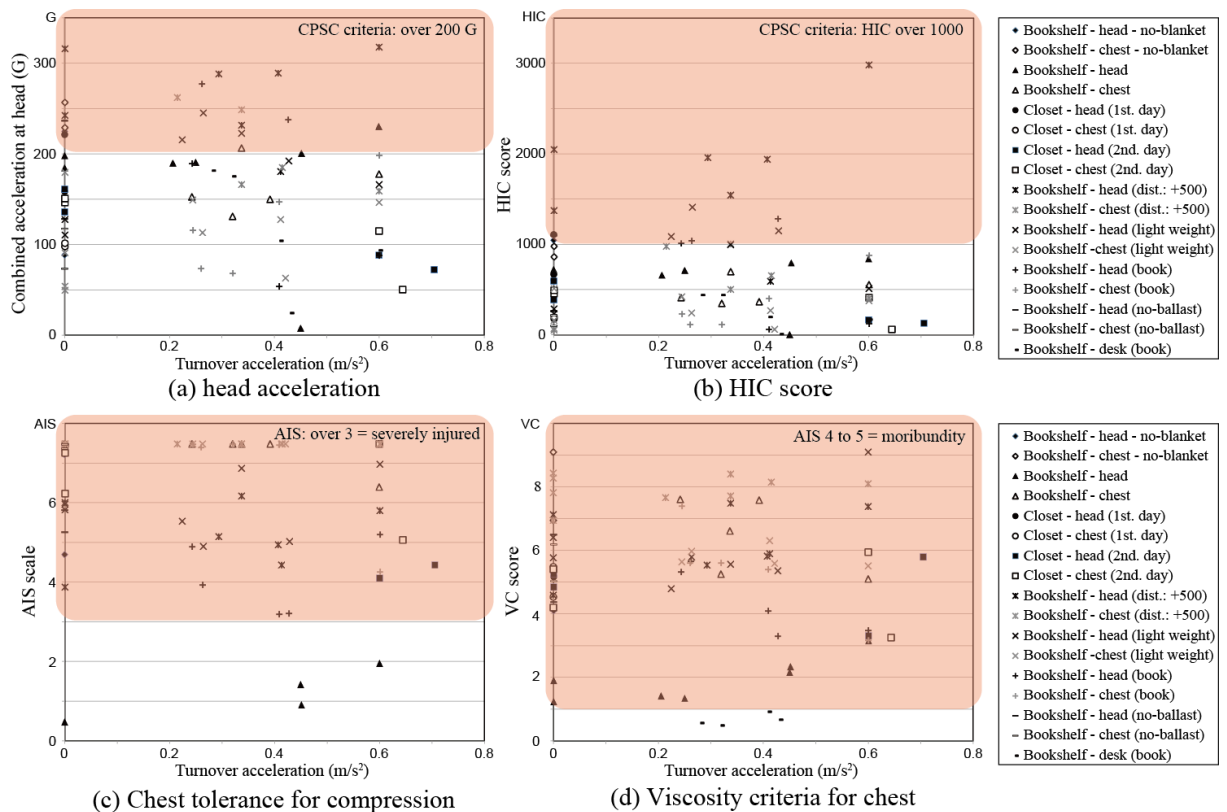 G
CPSC criteria: over 200 G
300
200
100
0
Combined acceleration at head (G)
0
0.2
0.4
0.6
0.8
Turnover acceleration (m/s²)
(a) head acceleration
HIC
CPSC criteria: HIC over 1000
3000
2000
1000
0
HIC score
0
0.2
0.4
0.6
0.8
Turnover acceleration (m/s²)
(b) HIC score
Bookshelf - head - no-blanket
Bookshelf - chest - no-blanket
Bookshelf - head
Bookshelf - chest
Closet - head (1st. day)
Closet - chest (1st. day)
Closet - head (2nd. day)
Closet - chest (2nd. day)
Bookshelf - head (dist.: +500)
Bookshelf - chest (dist.: +500)
Bookshelf - head (light weight)
Bookshelf -chest (light weight)
Bookshelf - head (book)
Bookshelf - chest (book)
Bookshelf - head (no-ballast)
Bookshelf - chest (no-ballast)
Bookshelf - desk (book)
AIS
AIS: over 3 = severely injured
6
4
2
0
AIS scale
0
0.2
0.4
0.6
0.8
Turnover acceleration (m/s²)
(c) Chest tolerance for compression
VC
AIS 4 to 5 = moribundity
8
6
4
2
0
VC score
0
0.2
0.4
0.6
0.8
Turnover acceleration (m/s²)
(d) Viscosity criteria for chest
Bookshelf - head - no-blanket
Bookshelf - chest - no-blanket
Bookshelf - head
Bookshelf - chest
Closet - head (1st. day)
Closet - chest (1st. day)
Closet - head (2nd. day)
Closet - chest (2nd. day)
Bookshelf - head (dist.: +500)
Bookshelf - chest (dist.: +500)
Bookshelf - head (light weight)
Bookshelf -chest (light weight)
Bookshelf - head (book)
Bookshelf - chest (book)
Bookshelf - head (no-ballast)
Bookshelf - chest (no-ballast)
Bookshelf - desk (book)